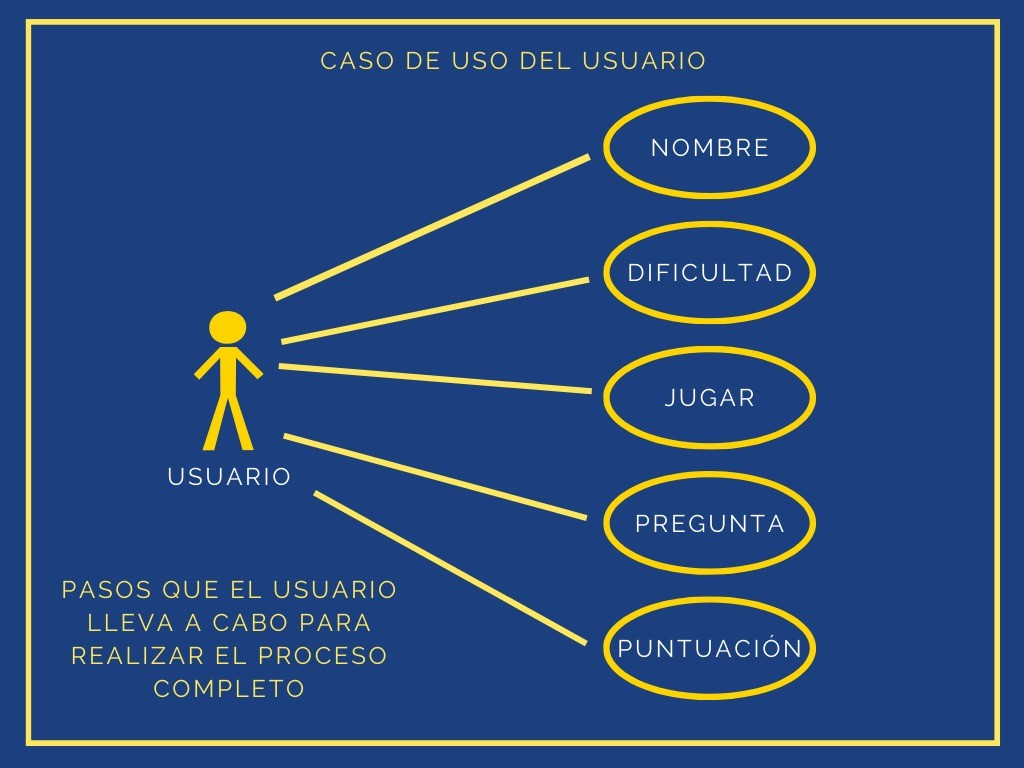 CASO DE USO DEL USUARIO
NOMBRE
DIFICULTAD
JUGAR
PREGUNTA
PUNTUACIÓN
USUARIO
PASOS QUE EL USUARIO
LLEVA A CABO PARA
REALIZAR EL PROCESO
COMPLETO